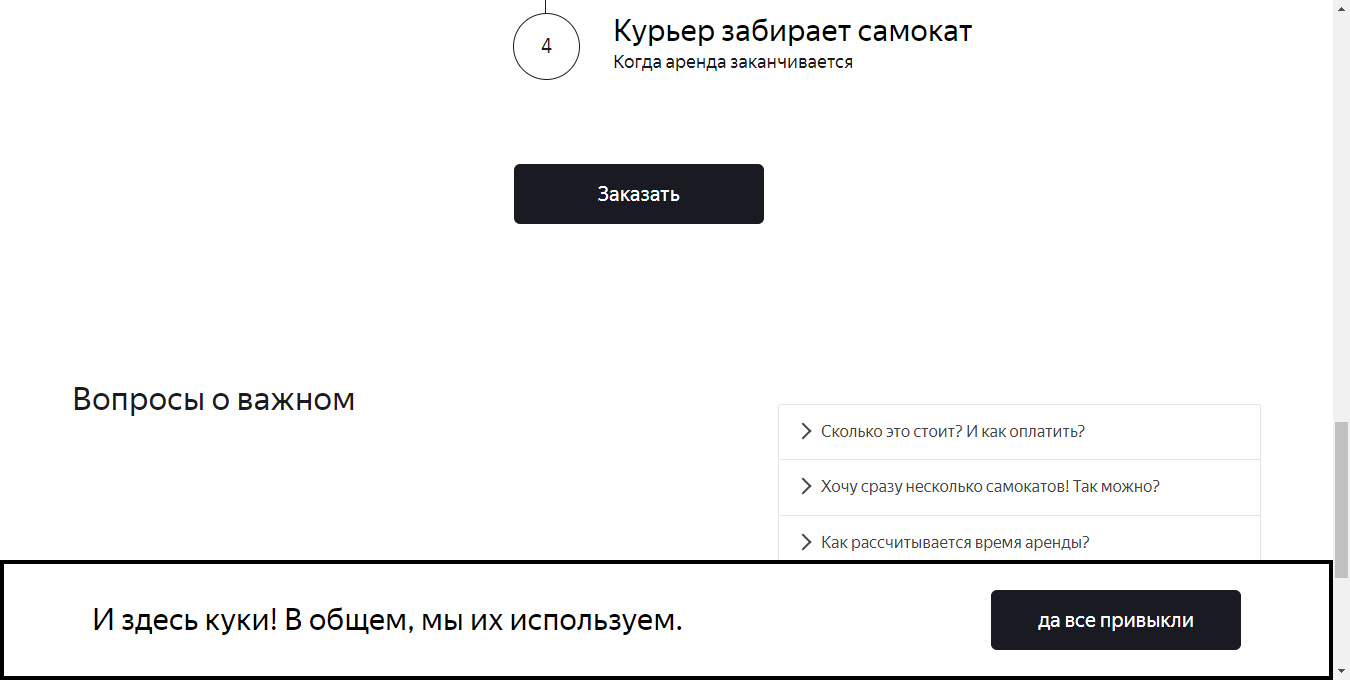 4
Курьер забирает самокат
Когда аренда заканчивается
Заказать
Вопросы о важном
Сколько это стоит? И как оплатить?
Хочу сразу несколько самокатов! Так можно?
Как рассчитывается время аренды?
И здесь куки! В общем, мы их используем.
да все привыкли